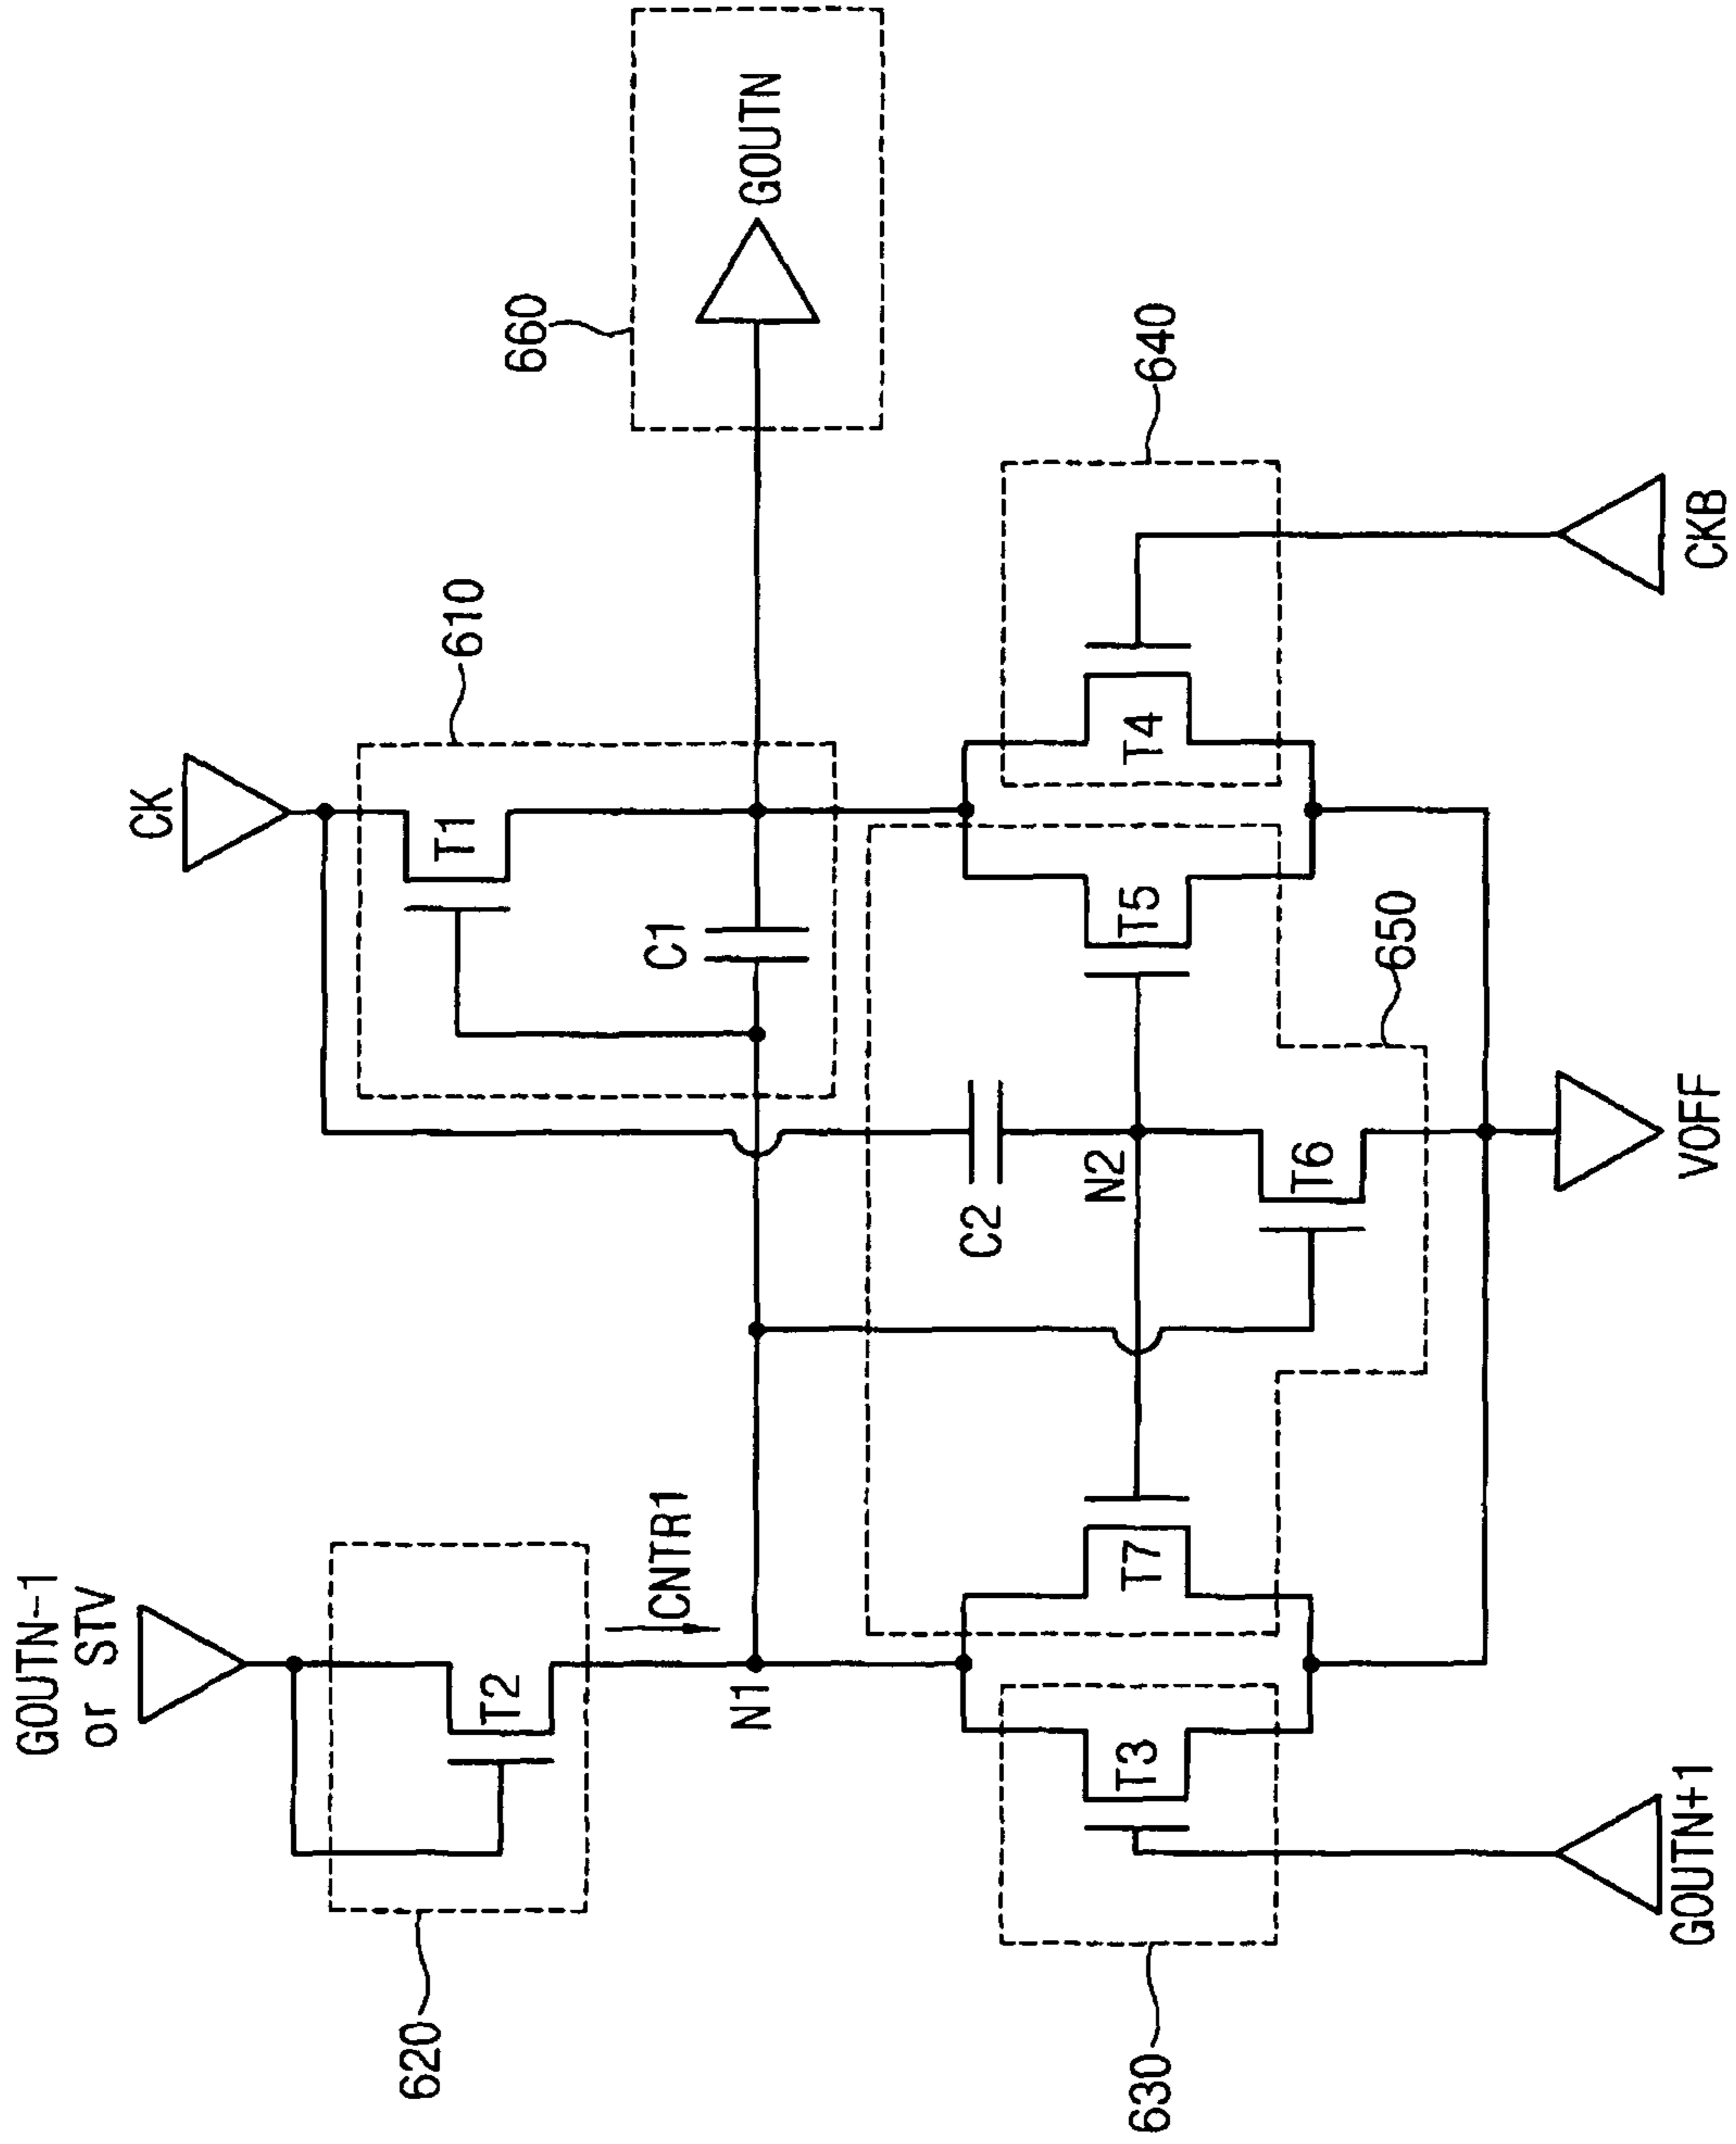 GOUTN-1
or STV
CK
620
T2
CNTR1
N1
610
T1
C1
660
GOUTN
630
T3
T7
C2
N2
T6
T5
650
T4
640
GOUTN+1
VOFF
CKB